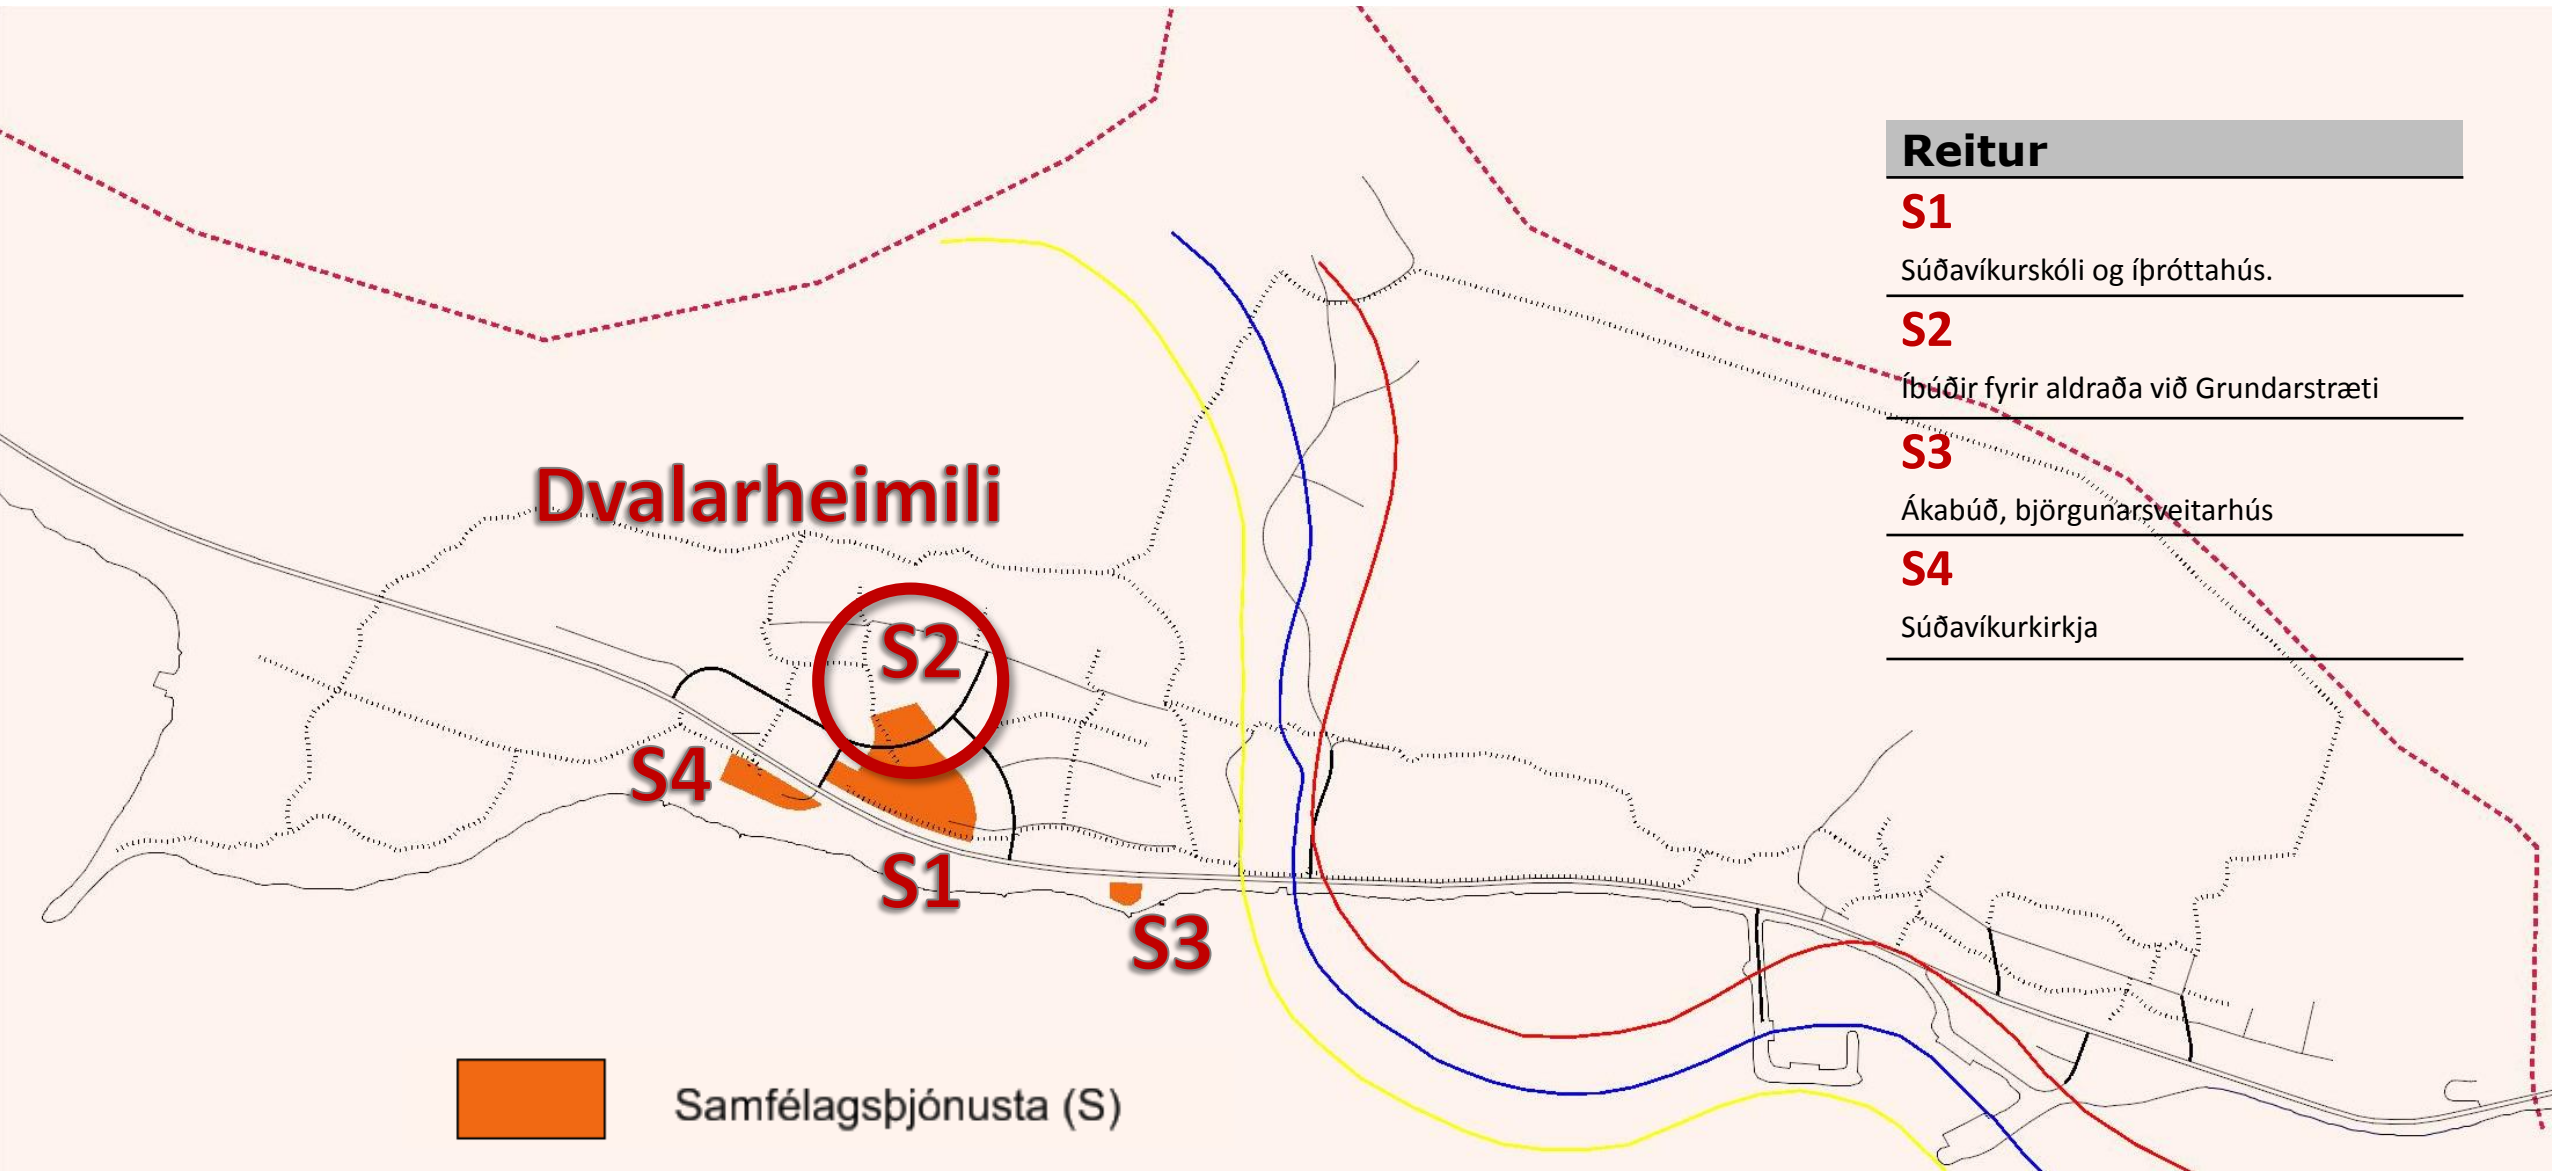 Reitur
S1
Súðavíkurskóli og íþróttahús.
S2
Íbúðir fyrir aldraða við Grundarstræti
S3
Ákabúð, björgunarsveitarhús
S4
Súðavíkurkirkja
Dvalarheimili
S2
S4
S1
S3
Samfélagsþjónusta (S)